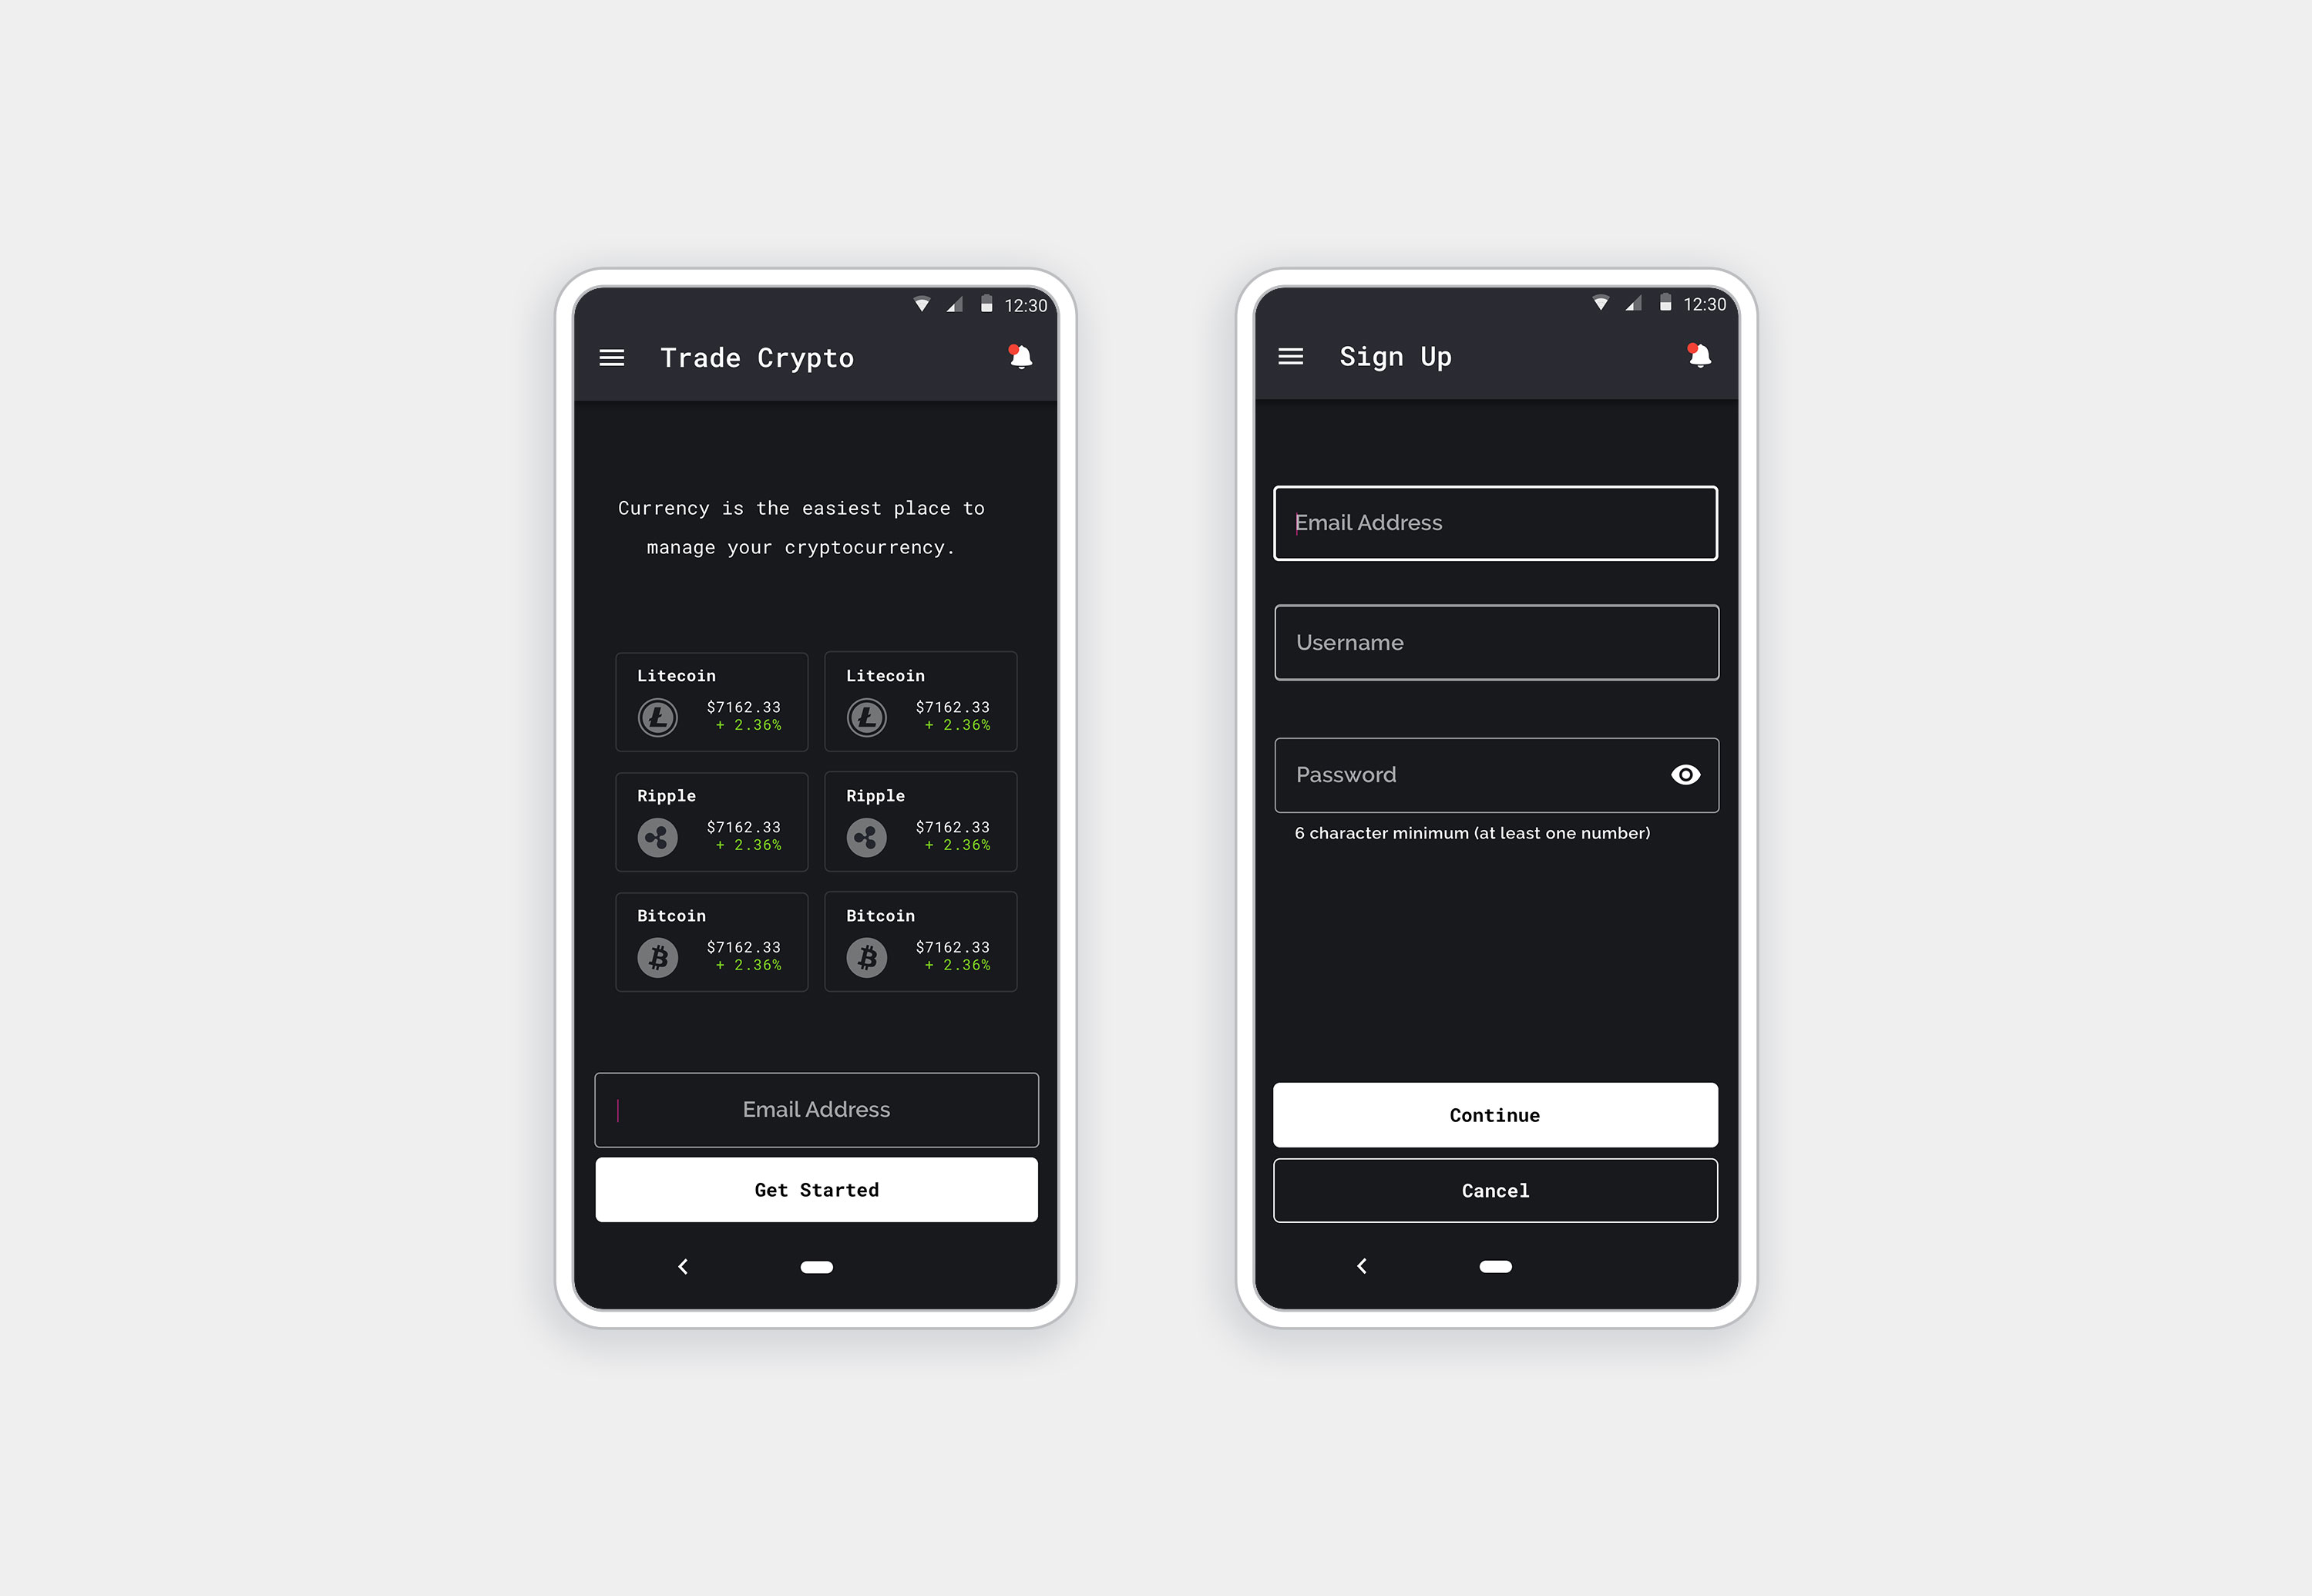 12:30
Trade Crypto
Currency is the easiest place to
manage your cryptocurrency.
Litecoin
$7162.33
+ 2.36%
Litecoin
$7162.33
+ 2.36%
Ripple
$7162.33
+ 2.36%
Ripple
$7162.33
+ 2.36%
Bitcoin
$7162.33
+ 2.36%
Bitcoin
$7162.33
+ 2.36%
Email Address
Get Started
12:30
Sign Up
Email Address
Username
Password
6 character minimum (at least one number)
Continue
Cancel